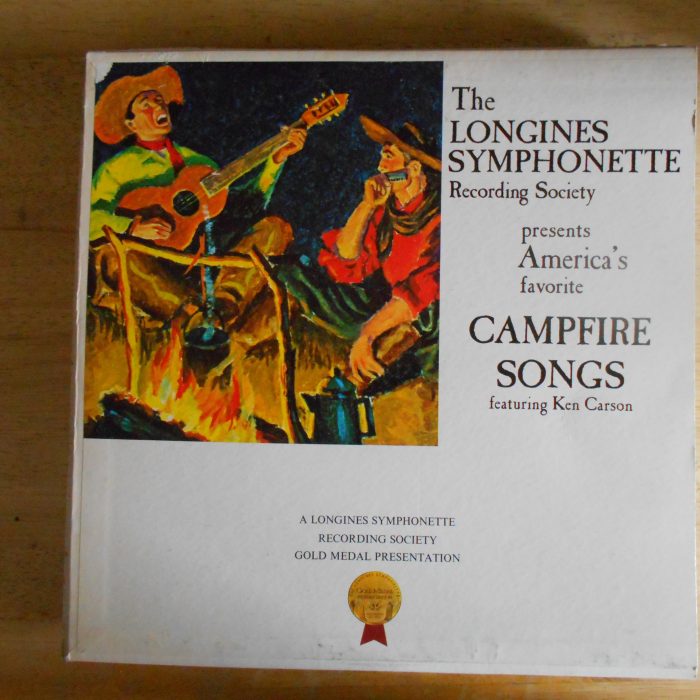 The
LONGINES
SYMPHONETTE
Recording Society
presents
America's
favorite
CAMPFIRE
SONGS
featuring Ken Carson
A LONGINES SYMPHONETTE
RECORDING SOCIETY
GOLD MEDAL PRESENTATION